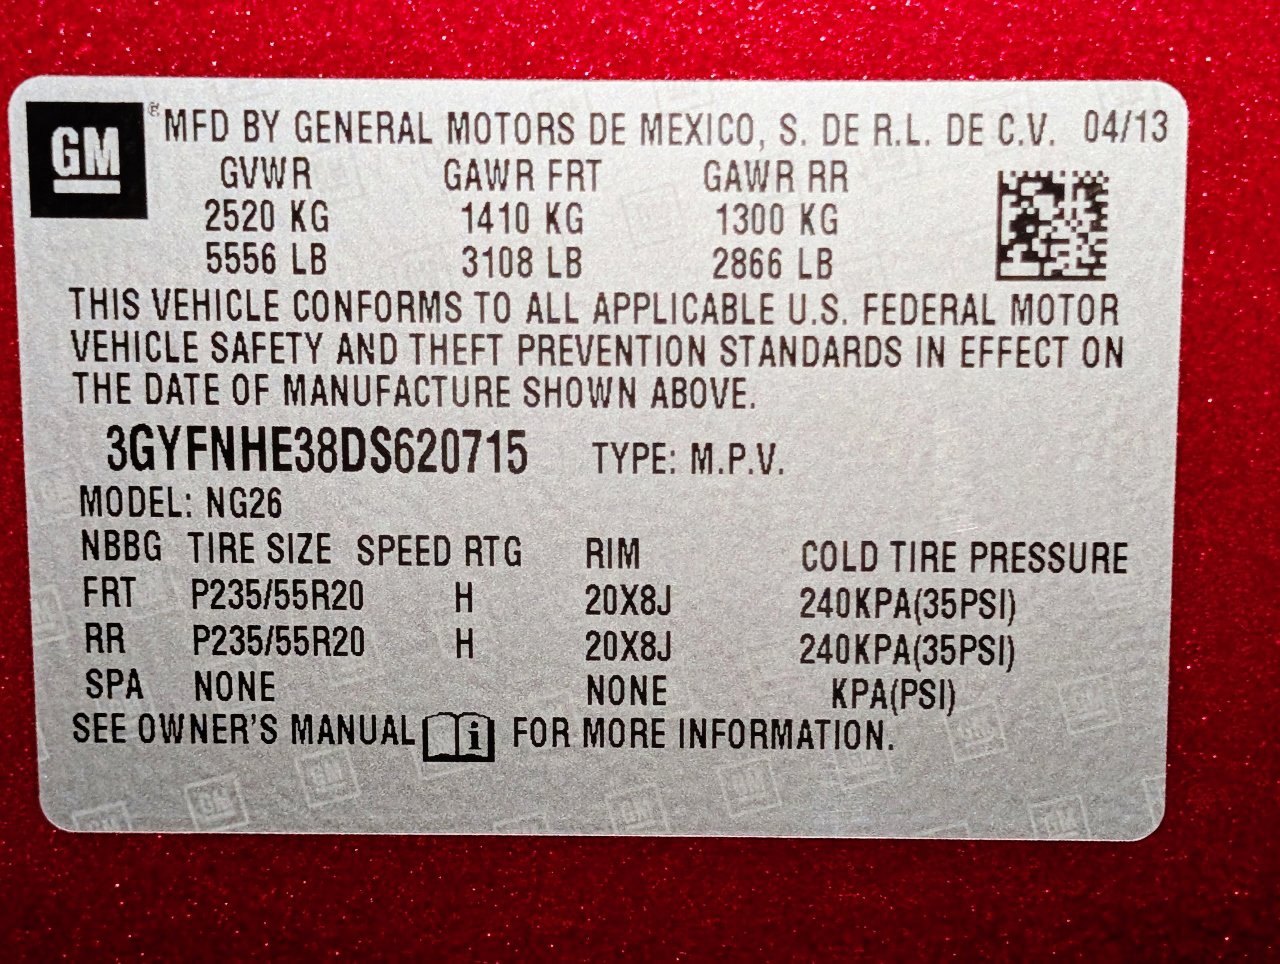 GM ® MFD BY GENERAL MOTORS DE MEXICO, S. DE R.L. DE C.V. 04/13
GVWR GAWR FRT GAWR RR
2520 KG 1410 KG 1300 KG
5556 LB 3108 LB 2866 LB
THIS VEHICLE CONFORMS TO ALL APPLICABLE U.S. FEDERAL MOTOR
VEHICLE SAFETY AND THEFT PREVENTION STANDARDS IN EFFECT ON
THE DATE OF MANUFACTURE SHOWN ABOVE.
3GYFNHE38DS620715 TYPE: M.P.V.
MODEL: NG26
NBBG TIRE SIZE SPEED RTG RIM COLD TIRE PRESSURE
FRT P235/55R20 H 20X8J 240KPA(35PSI)
RR P235/55R20 H 20X8J 240KPA(35PSI)
SPA NONE NONE KPA(PSI)
SEE OWNER'S MANUAL i FOR MORE INFORMATION.